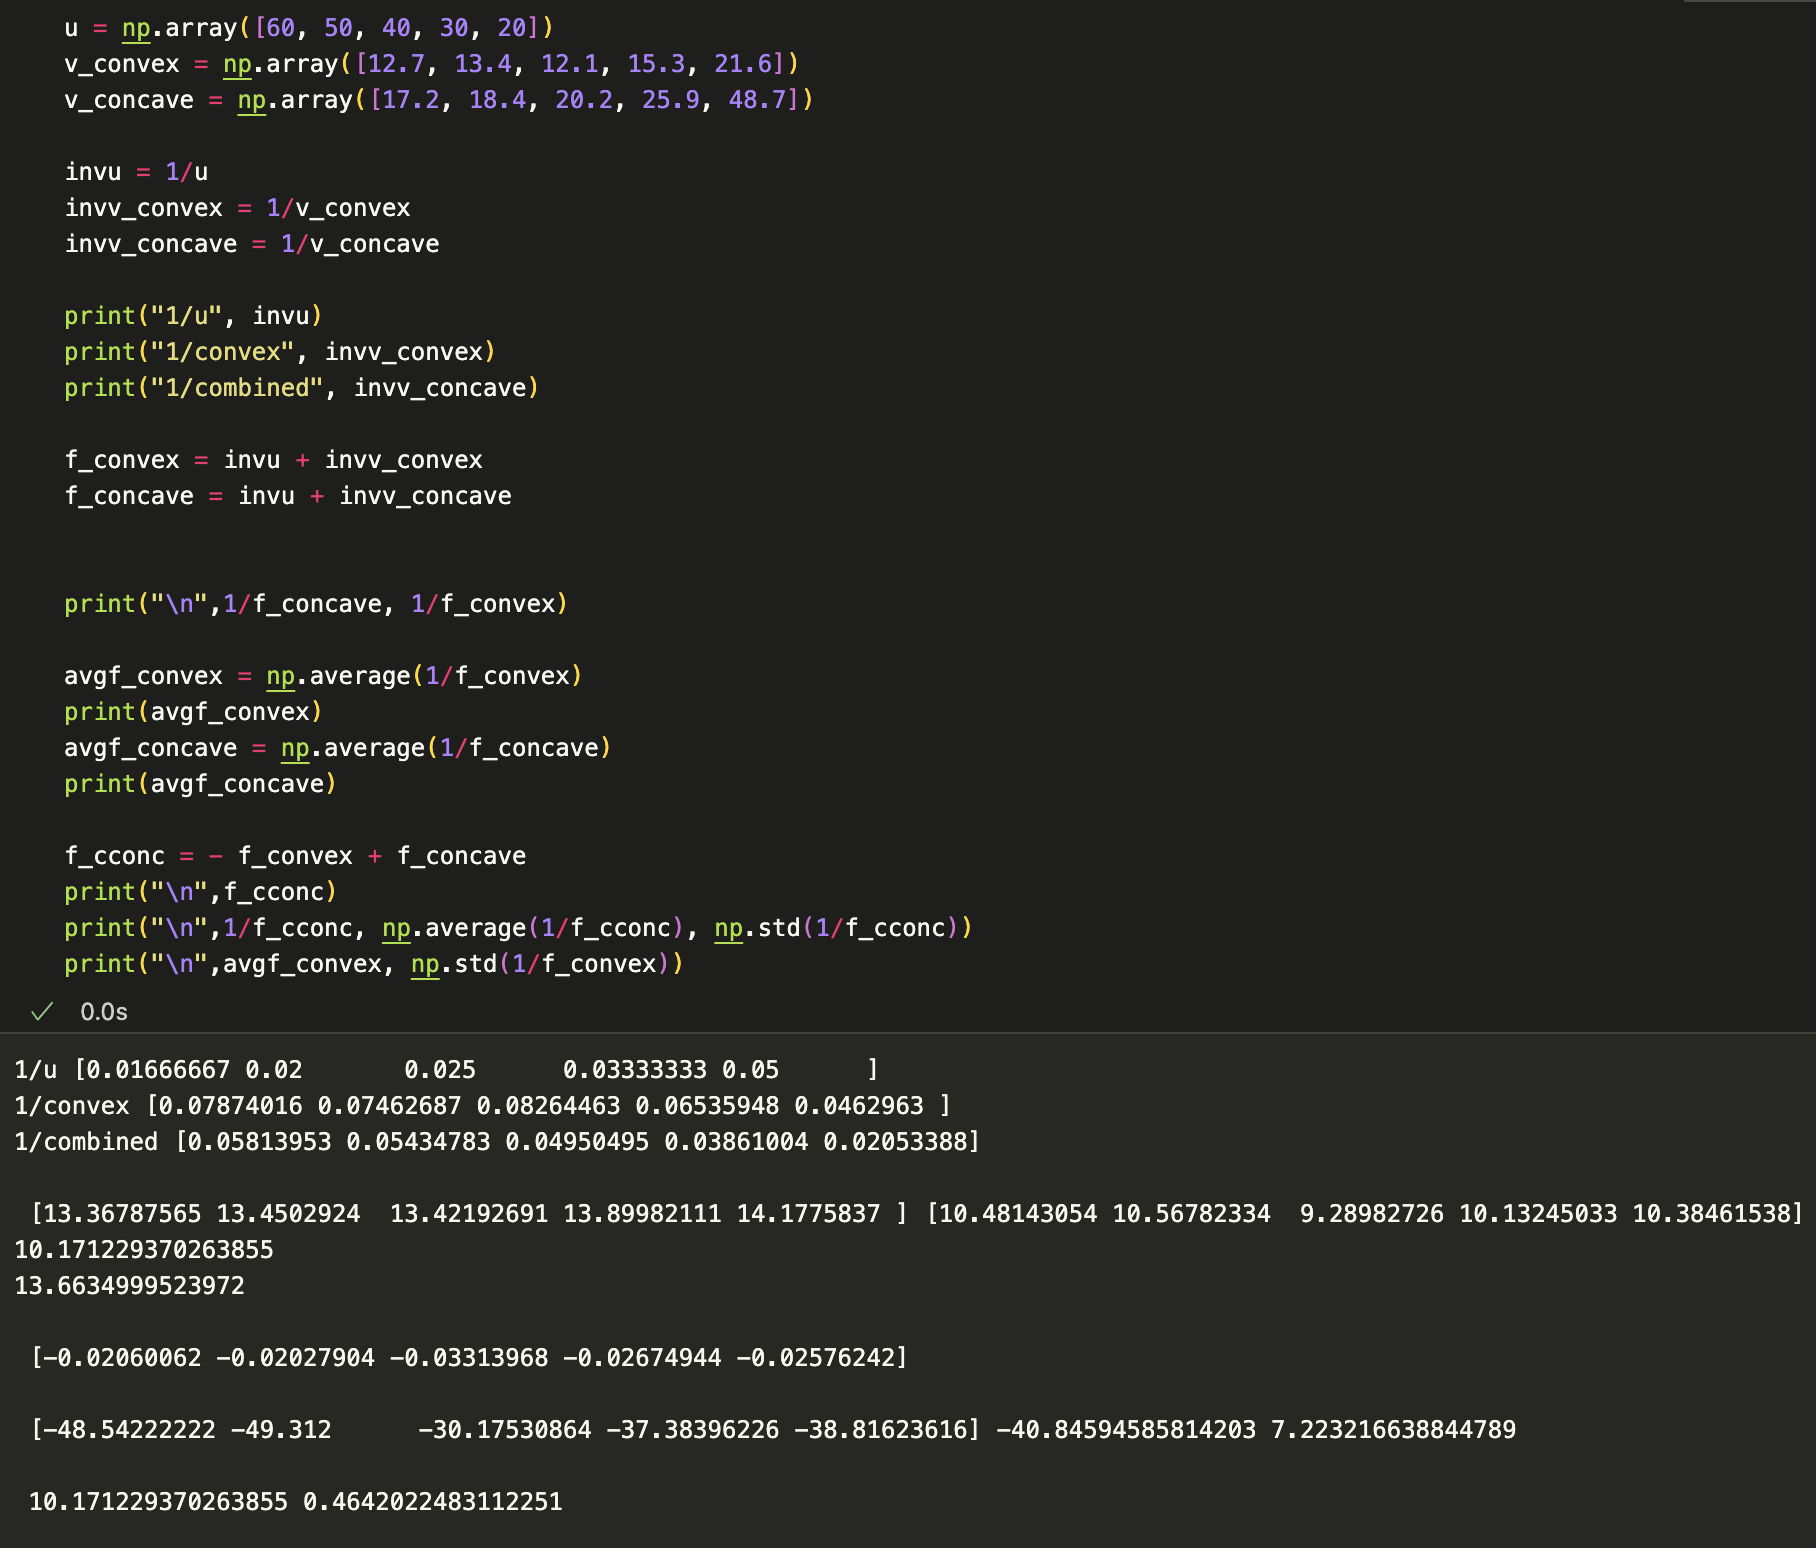 u = np.array([60, 50, 40, 30, 20])
v_convex = np.array([12.7, 13.4, 12.1, 15.3, 21.6])
v_concave = np.array([17.2, 18.4, 20.2, 25.9, 48.7])
invu = 1/u
invv_convex = 1/v_convex
invv_concave = 1/v_concave
print("1/u", invu)
print("1/convex", invv_convex)
print("1/combined", invv_concave)
f_convex = invu + invv_convex
f_concave = invu + invv_concave
print("\n",1/f_concave, 1/f_convex)
avgf_convex = np.average(1/f_convex)
print(avgf_convex)
avgf_concave = np.average(1/f_concave)
print(avgf_concave)
f_cconc = - f_convex + f_concave
print("\n",f_cconc)
print("\n",1/f_cconc, np.average(1/f_cconc), np.std(1/f_cconc))
print("\n",avgf_convex, np.std(1/f_convex))
0.0s
1/u [0.01666667 0.02       0.025      0.03333333 0.05      ]
1/convex [0.07874016 0.07462687 0.08264463 0.06535948 0.0462963 ]
1/combined [0.05813953 0.05434783 0.04950495 0.03861004 0.02053388]
[13.36787565 13.4502924  13.42192691 13.89982111 14.1775837 ] [10.48143054 10.56782334  9.28982726 10.13245033 10.38461538]
10.171229370263855
13.6634999523972
[-0.02060062 -0.02027904 -0.03313968 -0.02674944 -0.02576242]
[-48.54222222 -49.312      -30.17530864 -37.38396226 -38.81623616] -40.84594585814203 7.223216638844789
10.171229370263855 0.4642022483112251